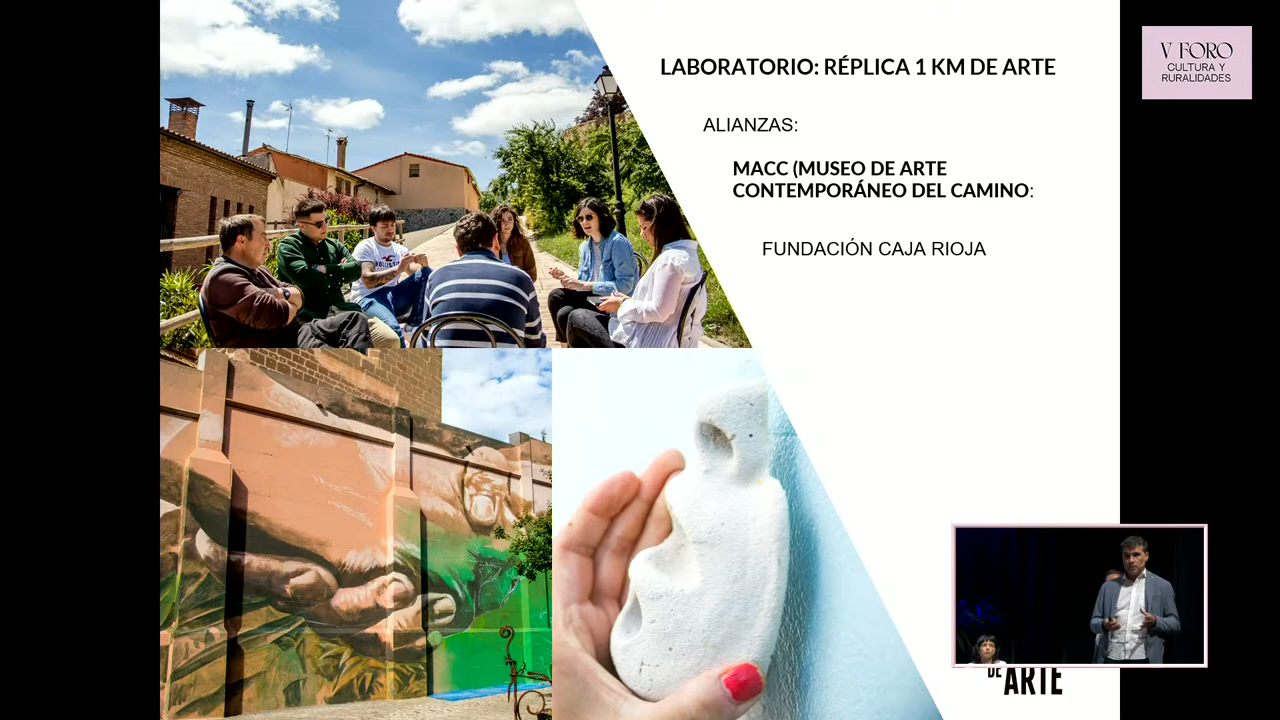 LABORATORIO: RÉPLICA 1 KM DE ARTE
ALIANZAS:
MACC (MUSEO DE ARTE
CONTEMPORÁNEO DEL CAMINO:
FUNDACIÓN CAJA RIOJA
V FORO
CULTURA Y
RURALIDADES
DE ARTE